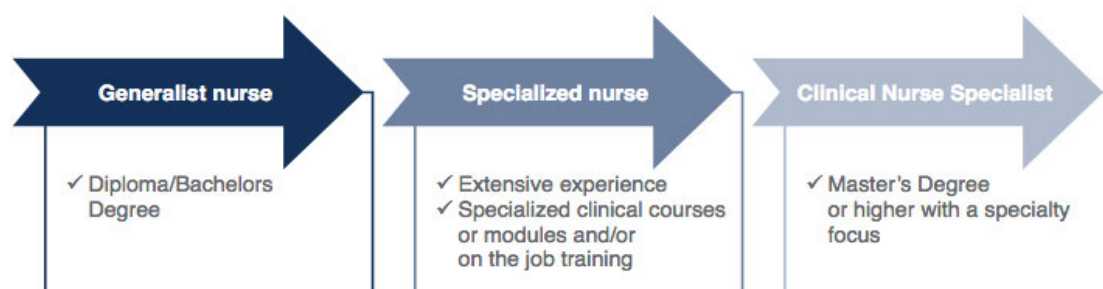 Generalist nurse
Specialized nurse
Clinical Nurse Specialist
✓ Diploma/Bachelors
Degree
✓ Extensive experience
✓ Specialized clinical courses
or modules and/or
on the job training
✓ Master's Degree
or higher with a specialty
focus